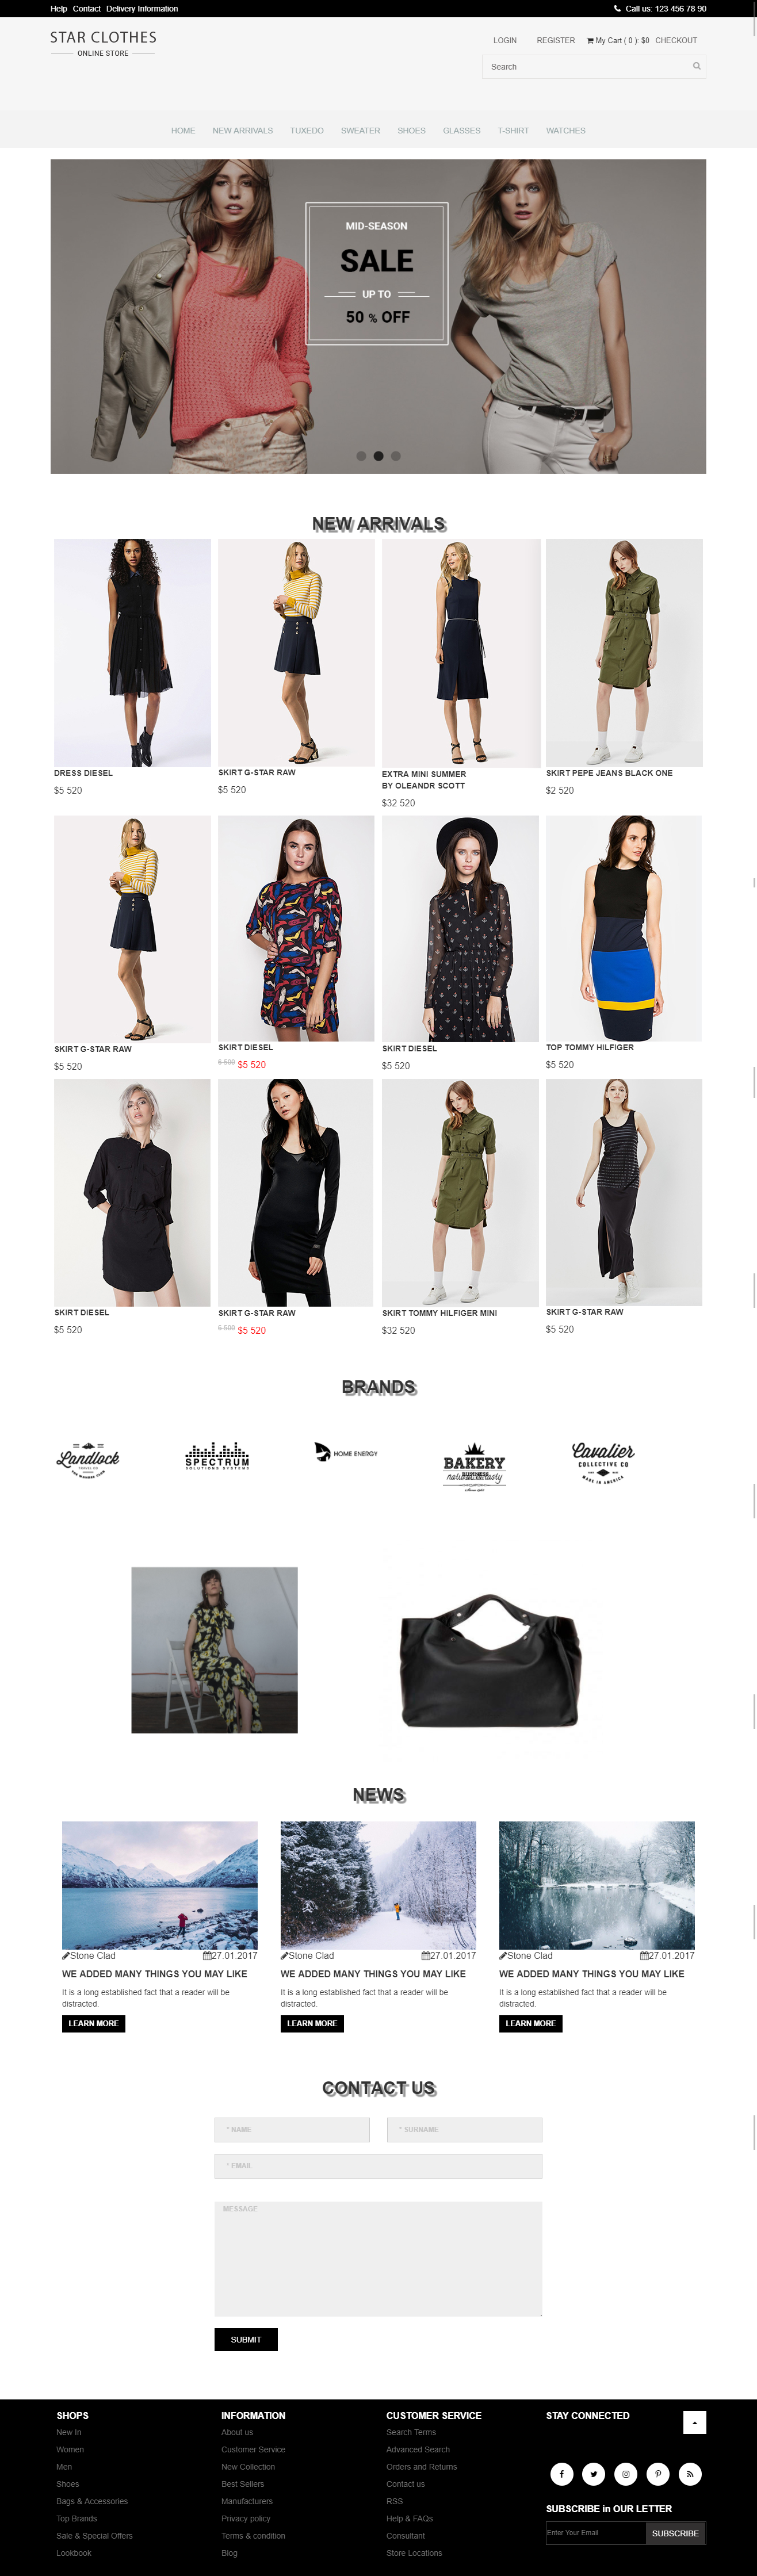 Help Contact Delivery Information
Call us: 123 456 78 90
STAR CLOTHES
ONLINE STORE
LOGIN REGISTER My Cart ( 0 ): $0 CHECKOUT
Search
HOME NEW ARRIVALS TUXEDO SWEATER SHOES GLASSES T-SHIRT WATCHES
MID-SEASON
SALE
UP TO
50 % OFF
NEW ARRIVALS
DRESS DIESEL
$5 520
SKIRT G-STAR RAW
$5 520
EXTRA MINI SUMMER
BY OLEANDR SCOTT
$32 520
SKIRT PEPE JEANS BLACK ONE
$2 520
SKIRT G-STAR RAW
$5 520
SKIRT DIESEL
6 500 $5 520
SKIRT DIESEL
$5 520
TOP TOMMY HILFIGER
$5 520
SKIRT DIESEL
$5 520
SKIRT G-STAR RAW
6 500 $5 520
SKIRT TOMMY HILFIGER MINI
$32 520
SKIRT G-STAR RAW
$5 520
BRANDS
Landlock
SPECTRUM
SOLUTIONS SYSTEMS
HOME ENERGY
BAKERY
Cavalier
COLLECTIVE CO
MADE IN AMERICA
NEWS
Stone Clad 27.01.2017
WE ADDED MANY THINGS YOU MAY LIKE
It is a long established fact that a reader will be
distracted.
LEARN MORE
Stone Clad 27.01.2017
WE ADDED MANY THINGS YOU MAY LIKE
It is a long established fact that a reader will be
distracted.
LEARN MORE
Stone Clad 27.01.2017
WE ADDED MANY THINGS YOU MAY LIKE
It is a long established fact that a reader will be
distracted.
LEARN MORE
CONTACT US
* NAME
* SURNAME
* EMAIL
MESSAGE
SUBMIT
SHOPS
New In
Women
Men
Shoes
Bags & Accessories
Top Brands
Sale & Special Offers
Lookbook
INFORMATION
About us
Customer Service
New Collection
Best Sellers
Manufacturers
Privacy policy
Terms & condition
Blog
CUSTOMER SERVICE
Search Terms
Advanced Search
Orders and Returns
Contact us
RSS
Help & FAQs
Consultant
Store Locations
STAY CONNECTED
SUBSCRIBE in OUR LETTER
Enter Your Email
SUBSCRIBE